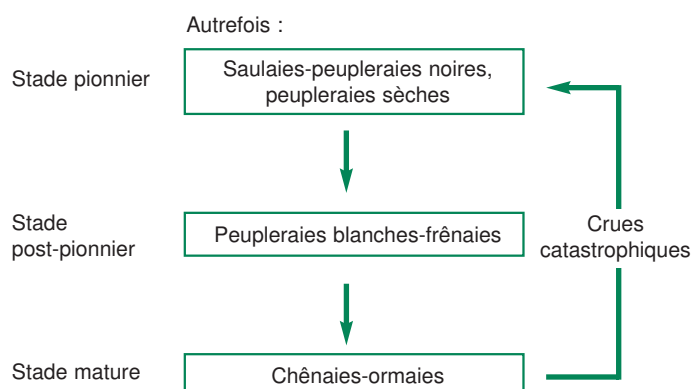 Autrefois :
Stade pionnier
Saulaies-peupleraies noires,
peupleraies sèches
Stade
post-pionnier
Peupleraies blanches-frênaies
Crues
catastrophiques
Stade mature
Chênaies-ormaies